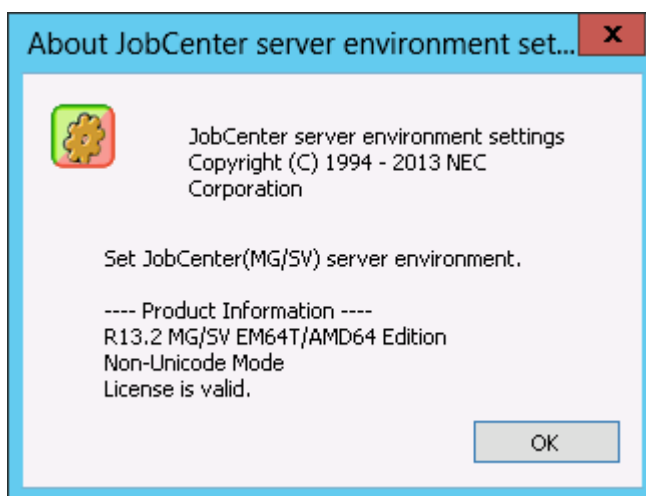 About JobCenter server environment set...
x
JobCenter server environment settings
Copyright (C) 1994 - 2013 NEC
Corporation
Set JobCenter(MG/SV) server environment.
---- Product Information ----
R13.2 MG/SV EM64T/AMD64 Edition
Non-Unicode Mode
License is valid.
OK